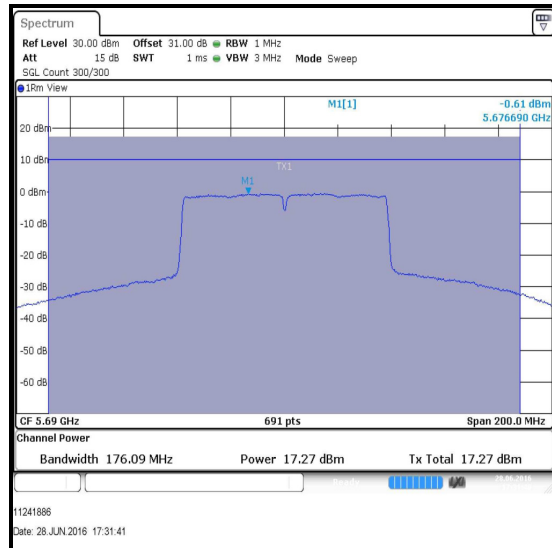 Spectrum
Ref Level 30.00 dBm Offset 31.00 dB RBW 1 MHz
Att 15 dB SWT 1 ms VBW 3 MHz Mode Sweep
SGL Count 300/300
1Rm View
M1[1] -0.61 dBm
5.676690 GHz
20 dBm
10 dBm
TX1
M1
0 dBm
-10 dB
-20 dB
-30 dB
-40 dB
-50 dB
-60 dB
CF 5.69 GHz 691 pts Span 200.0 MHz
Channel Power
Bandwidth 176.09 MHz Power 17.27 dBm Tx Total 17.27 dBm
28.06.2016
11241886
Date: 28.JUN.2016 17:31:41